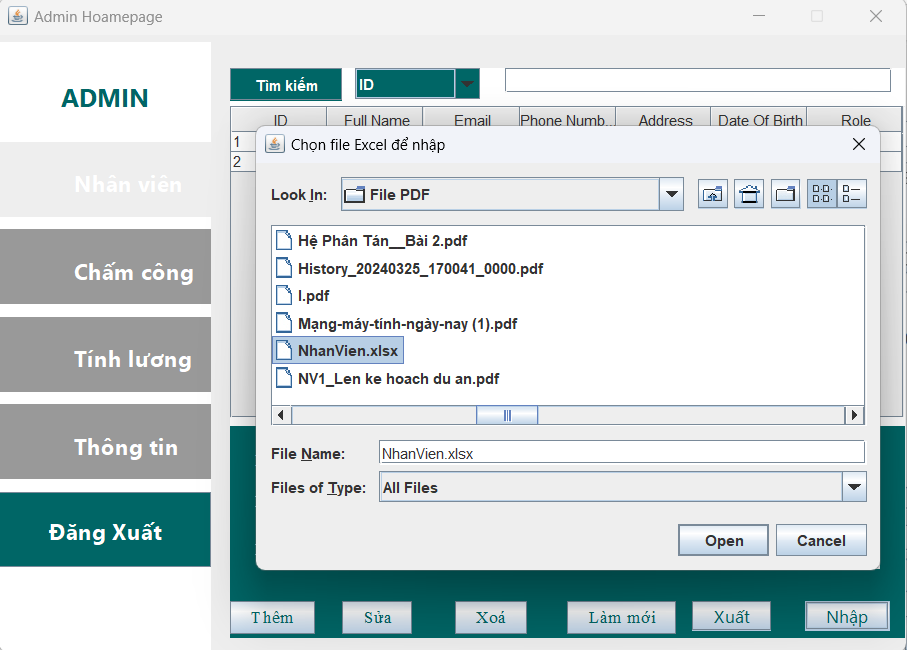 Admin Hoamepage
ADMIN
Nhân viên
Chấm công
Tính lương
Thông tin
Đăng Xuất
Tìm kiếm
ID
ID Full Name Email Phone Numb... Address Date Of Birth Role
1
2
Chọn file Excel để nhập
Look In: File PDF
Hệ Phân Tán__Bài 2.pdf
History_20240325_170041_0000.pdf
I.pdf
Mạng-máy-tính-ngày-nay (1).pdf
NhanVien.xlsx
NV1_Len ke hoach du an.pdf
File Name: NhanVien.xlsx
Files of Type: All Files
Open Cancel
Thêm Sửa Xoá Làm mới Xuất Nhập